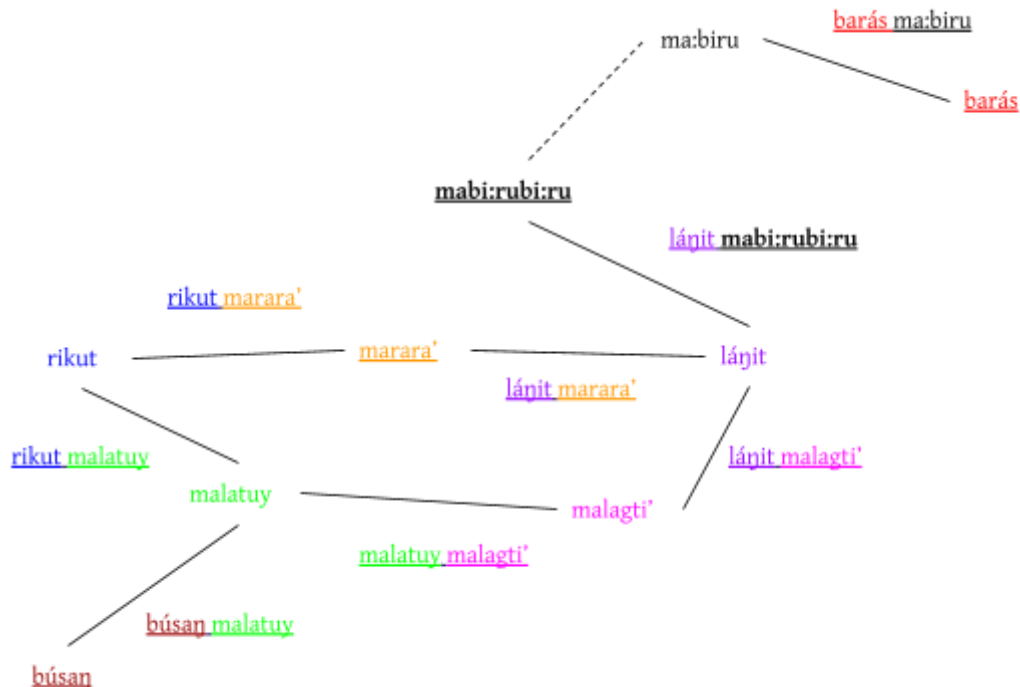 barás ma:biru
ma:biru
barás
mabi:rubi:ru
láŋit mabi:rubi:ru
rikut marara’
rikut
marara’
láŋit
láŋit marara’
rikut malatuy
láŋit malagti’
malatuy
malagti’
malatuy malagti’
búsaŋ malatuy
búsaŋ